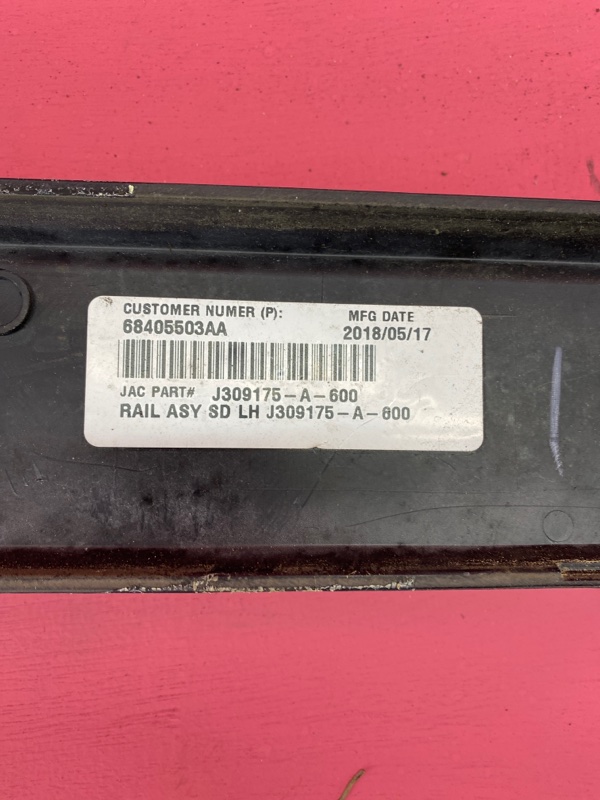 CUSTOMER NUMER (P): MFG DATE
68405503AA 2018/05/17
JAC PART# J309175-A-600
RAIL ASY SD LH J309175-A-600